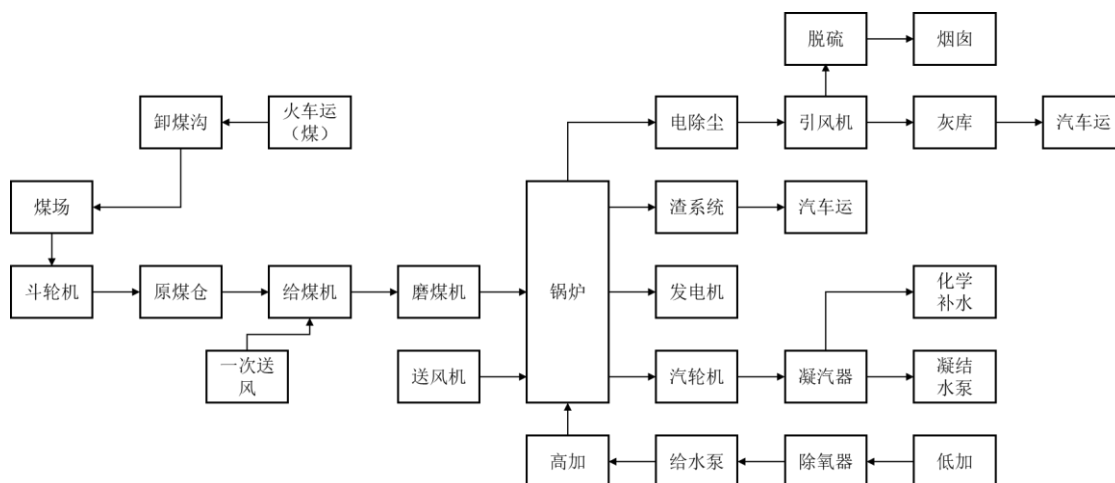 脱硫
烟囱
卸煤沟
火车运
（煤）
电除尘
引风机
灰库
汽车运
煤场
渣系统
汽车运
斗轮机
原煤仓
给煤机
磨煤机
锅炉
发电机
化学
补水
一次送
风
送风机
汽轮机
凝汽器
凝结
水泵
高加
给水泵
除氧器
低加